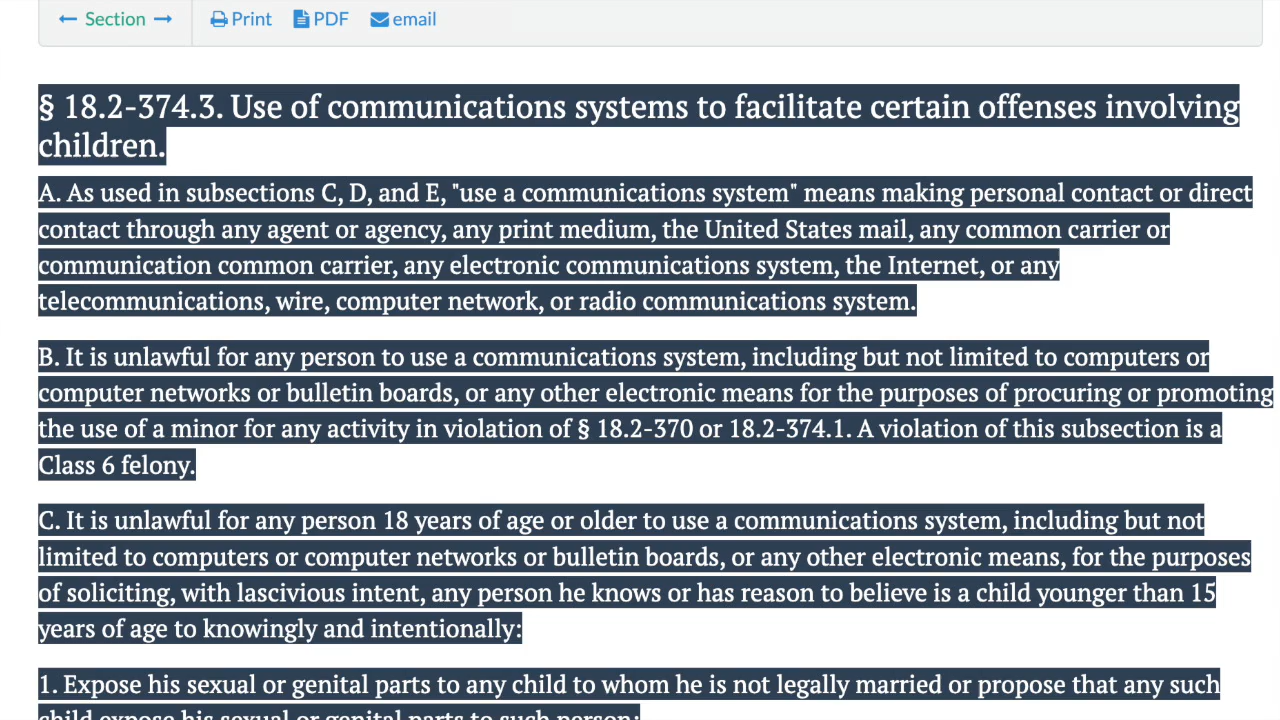 ← Section → Print PDF email
§ 18.2-374.3. Use of communications systems to facilitate certain offenses involving
children.
A. As used in subsections C, D, and E, "use a communications system" means making personal contact or direct
contact through any agent or agency, any print medium, the United States mail, any common carrier or
communication common carrier, any electronic communications system, the Internet, or any
telecommunications, wire, computer network, or radio communications system.
B. It is unlawful for any person to use a communications system, including but not limited to computers or
computer networks or bulletin boards, or any other electronic means for the purposes of procuring or promoting
the use of a minor for any activity in violation of § 18.2-370 or 18.2-374.1. A violation of this subsection is a
Class 6 felony.
C. It is unlawful for any person 18 years of age or older to use a communications system, including but not
limited to computers or computer networks or bulletin boards, or any other electronic means, for the purposes
of soliciting, with lascivious intent, any person he knows or has reason to believe is a child younger than 15
years of age to knowingly and intentionally:
1. Expose his sexual or genital parts to any child to whom he is not legally married or propose that any such
child expose his sexual or genital parts to such person;